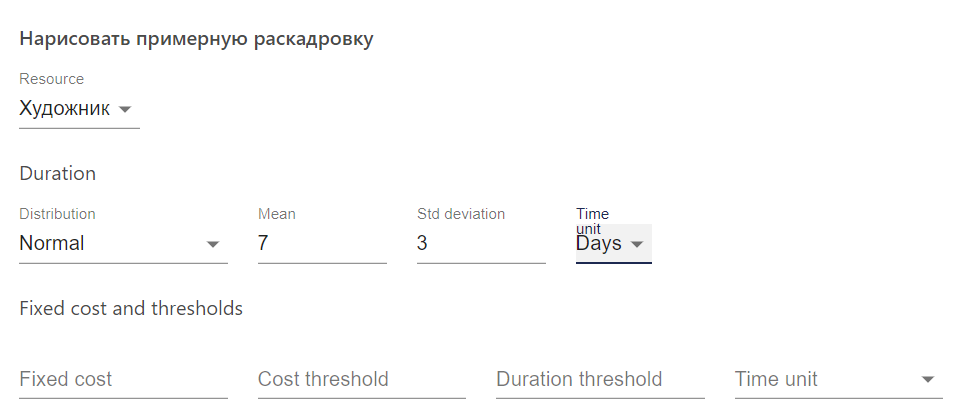 Нарисовать примерную раскадровку
Resource
Художник
Duration
Distribution Mean Std deviation Time unit
Normal 7 3 Days
Fixed cost and thresholds
Fixed cost Cost threshold Duration threshold Time unit